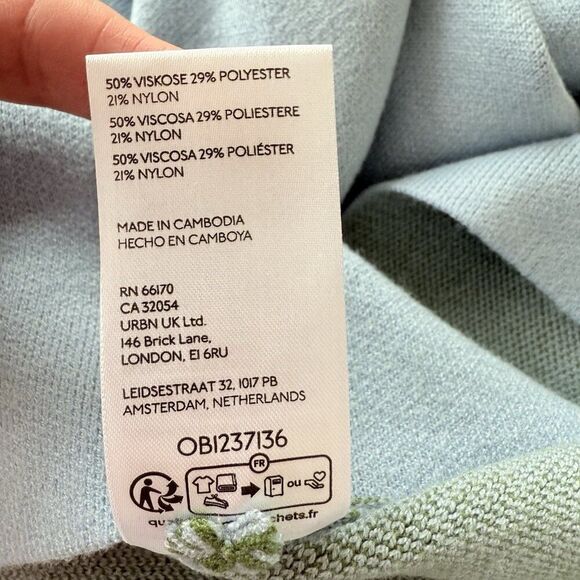 50% VISKOSE 29% POLYESTER
21% NYLON
50% VISCOSA 29% POLIESTERE
21% NYLON
50% VISCOSA 29% POLIÉSTER
21% NYLON
MADE IN CAMBODIA
HECHO EN CAMBOYA
RN 66170
CA 32054
URBN UK Ltd.
146 Brick Lane,
LONDON, E1 6RU
LEIDSESTRAAT 32, 1017 PB
AMSTERDAM, NETHERLANDS
OB1237136
FR
ou